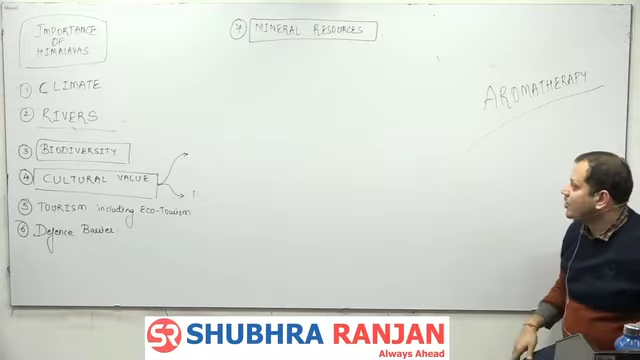 IMPORTANCE
OF
HIMALAYAS
1 CLIMATE
2 RIVERS
3 BIODIVERSITY
4 CULTURAL VALUE
5 TOURISM including Eco-Tourism
6 Defence Barrier
7 MINERAL RESOURCES
AROMATHERAPY
SR SHUBHRA RANJAN
Always Ahead